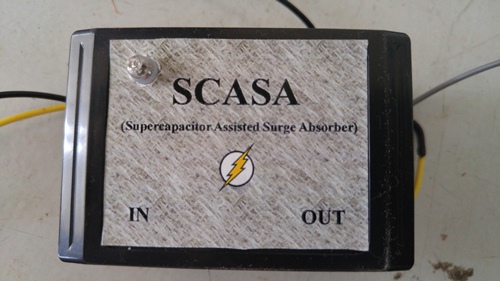 SCASA
(Supercapacitor Assisted Surge Absorber)
IN OUT